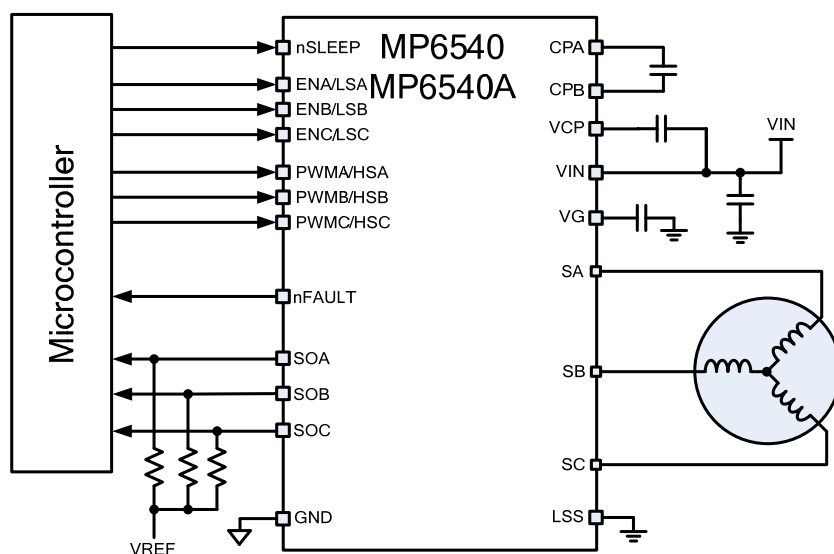 Microcontroller
MP6540
MP6540A
nSLEEP
ENA/LSA
ENB/LSB
ENC/LSC
PWMA/HSA
PWMB/HSB
PWMC/HSC
nFAULT
SOA
SOB
SOC
GND
VREF
CPA
CPB
VCP
VIN
VIN
VG
SA
SB
SC
LSS